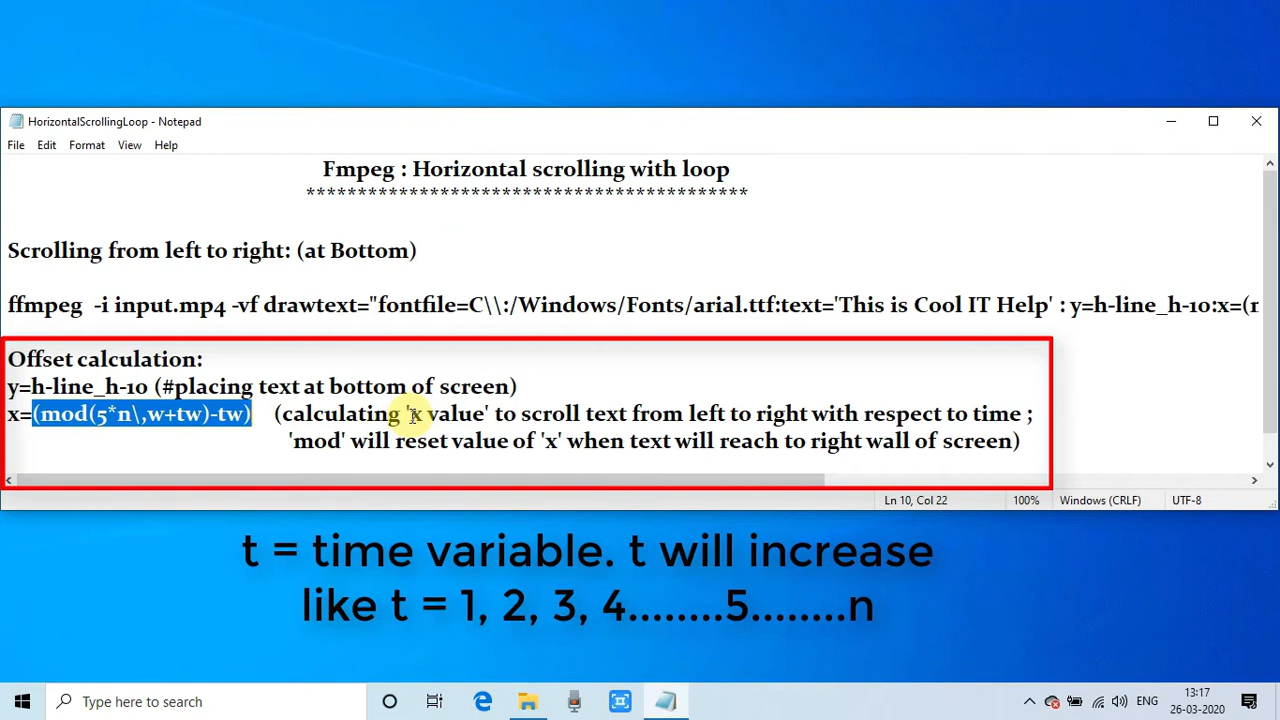 HorizontalScrollingLoop - Notepad
File Edit Format View Help
Fmpeg : Horizontal scrolling with loop
*******************************************
Scrolling from left to right: (at Bottom)
ffmpeg -i input.mp4 -vf drawtext="fontfile=C\\:/Windows/Fonts/arial.ttf:text='This is Cool IT Help' : y=h-line_h-10:x=(
Offset calculation:
y=h-line_h-10 (#placing text at bottom of screen)
x=(mod(5*n\,w+tw)-tw) (calculating 'x value' to scroll text from left to right with respect to time ;
'mod' will reset value of 'x' when text will reach to right wall of screen)
Ln 10, Col 22 100% Windows (CRLF) UTF-8
t = time variable. t will increase
like t = 1, 2, 3, 4........5........n
Type here to search
ENG
13:17
26-03-2020